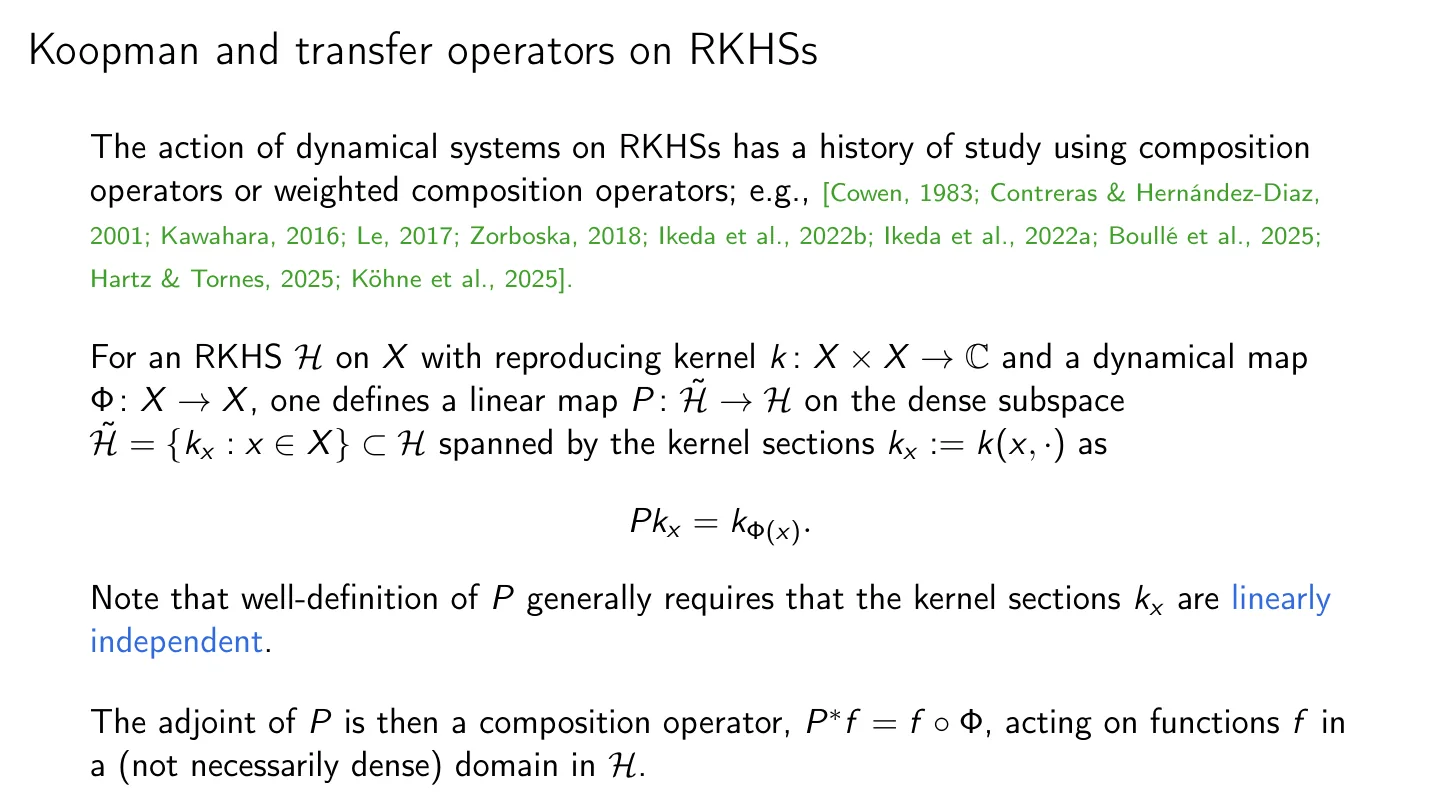 Koopman and transfer operators on RKHSs
The action of dynamical systems on RKHSs has a history of study using composition
operators or weighted composition operators; e.g., [Cowen, 1983; Contreras & Hernández-Diaz,
2001; Kawahara, 2016; Le, 2017; Zorboska, 2018; Ikeda et al., 2022b; Ikeda et al., 2022a; Boullé et al., 2025;
Hartz & Tornes, 2025; Köhne et al., 2025].
For an RKHS ℋ on X with reproducing kernel k: X × X → ℂ and a dynamical map
Φ: X → X, one defines a linear map P: ℋ̃ → ℋ on the dense subspace
ℋ̃ = {kₓ : x ∈ X} ⊂ ℋ spanned by the kernel sections kₓ := k(x, ·) as
Pkₓ = k_{Φ(x)}.
Note that well-definition of P generally requires that the kernel sections kₓ are linearly
independent.
The adjoint of P is then a composition operator, P*f = f ∘ Φ, acting on functions f in
a (not necessarily dense) domain in ℋ.